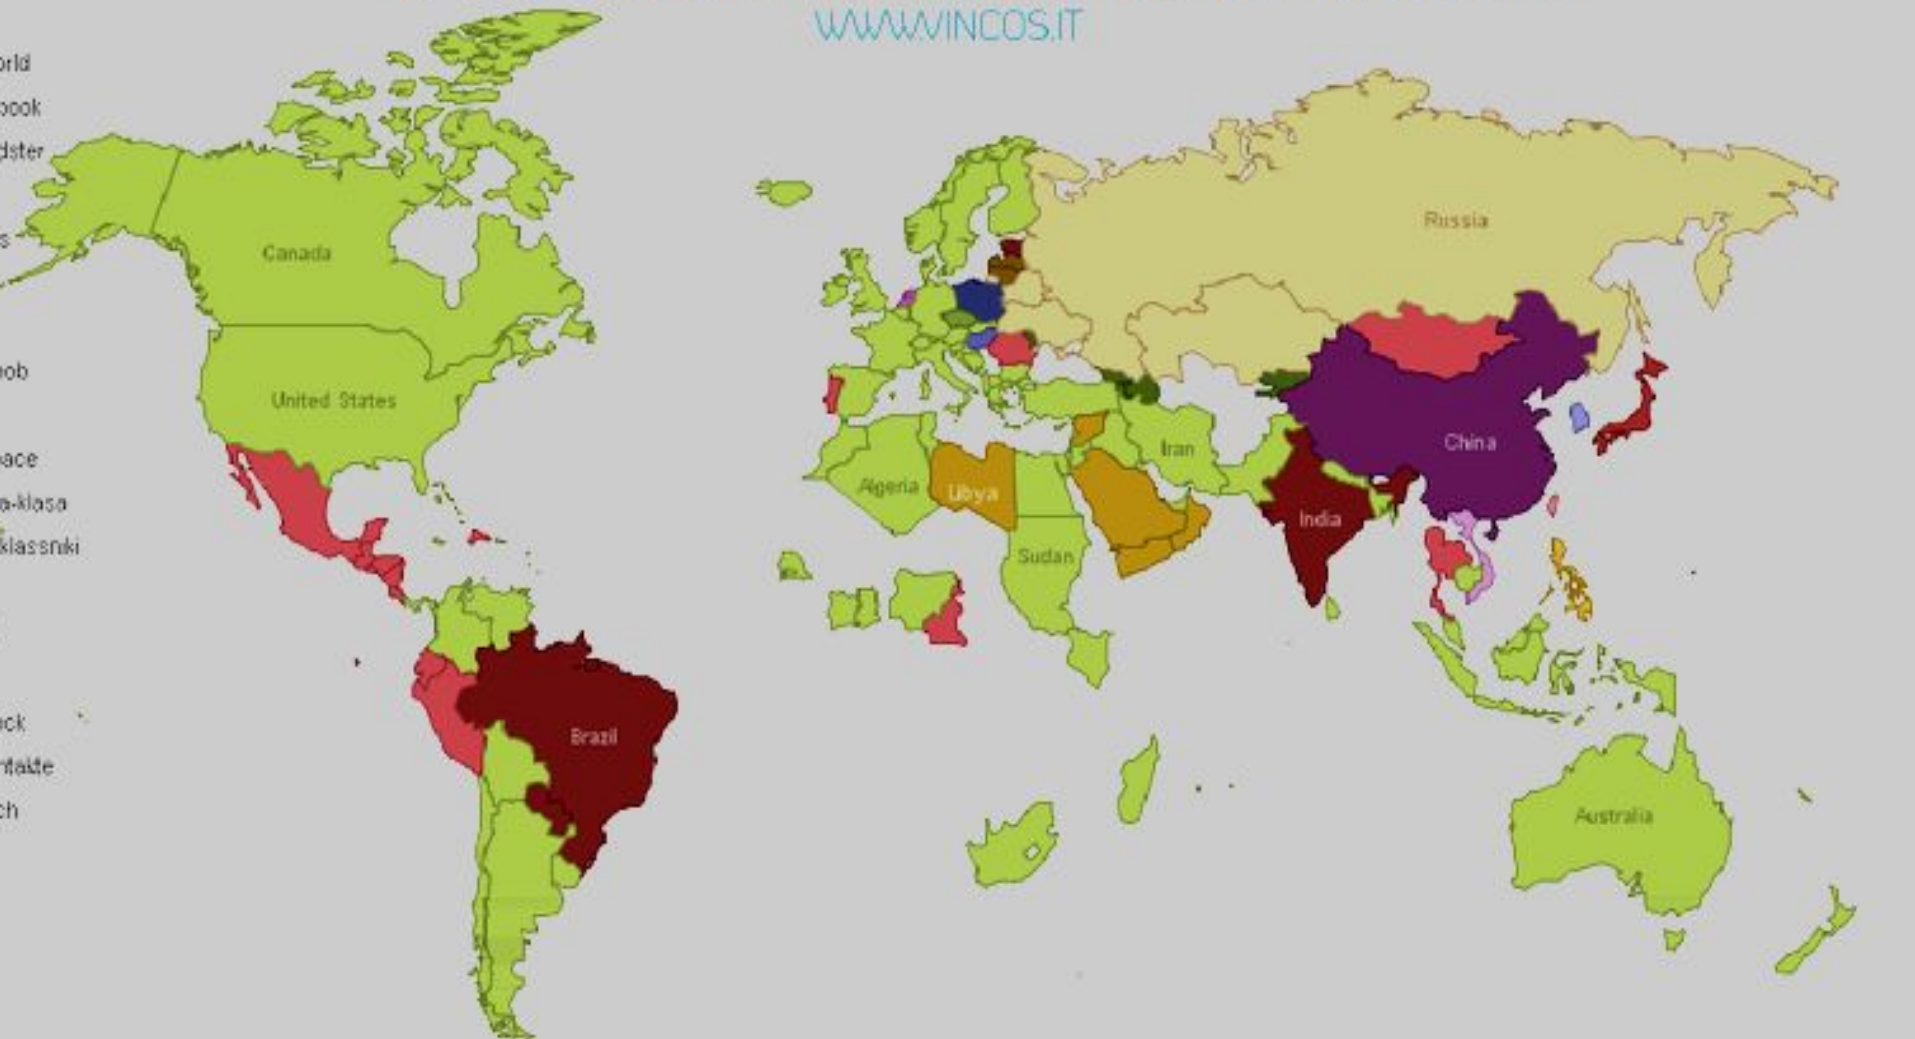 WWW.VINCOS.IT
orld
book
dster
s
ob
ace
a-klasa
klassniki
ock
ntakte
ch
Canada
United States
Russia
China
Iran
Algeria
Libya
India
Sudan
Brazil
Australia